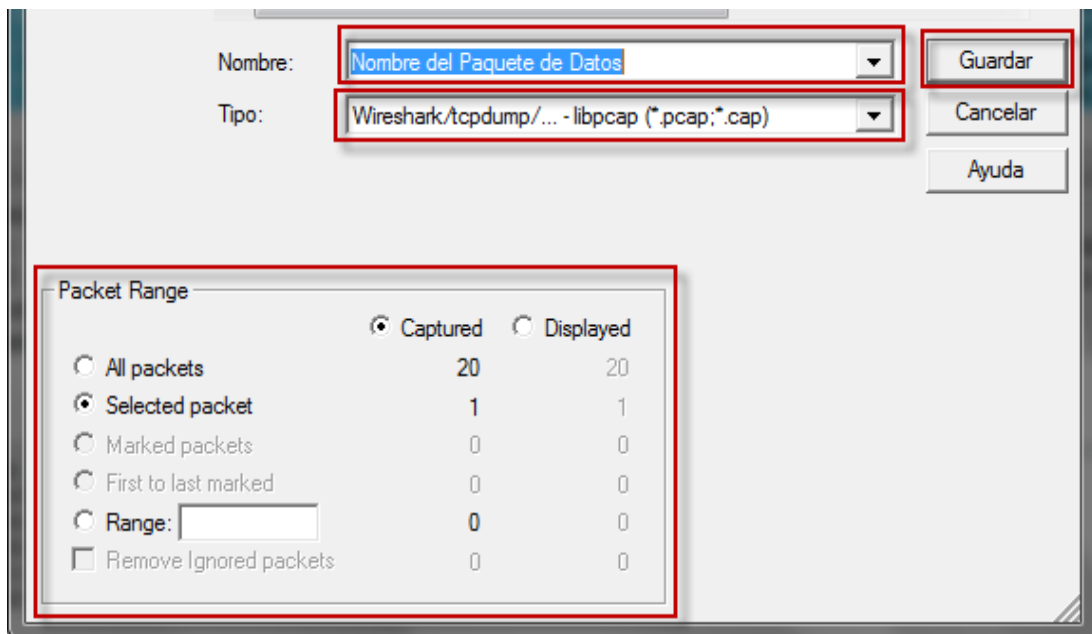 Nombre: Nombre del Paquete de Datos Guardar
Tipo: Wireshark/tcpdump/... - libpcap (*.pcap;*.cap) Cancelar
Ayuda
Packet Range
Captured Displayed
All packets 20 20
Selected packet 1 1
Marked packets 0 0
First to last marked 0 0
Range: 0 0
Remove Ignored packets 0 0